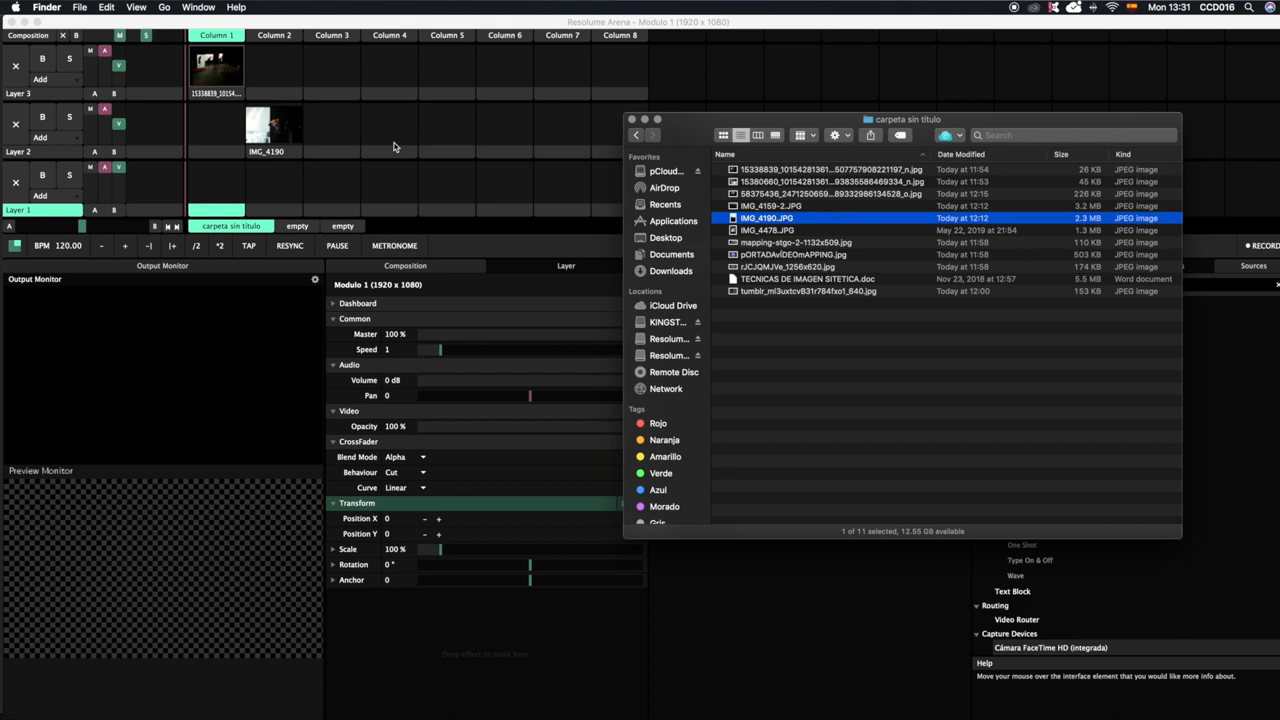 Finder File Edit View Go Window Help
Mon 13:31 CCD016
Resolume Arena - Modulo 1 (1920 x 1080)
Composition X B M S Column 1 Column 2 Column 3 Column 4 Column 5 Column 6 Column 7 Column 8
M A
B S
V
Add
Layer 3 A B 15338839_10154...
M A
B S
V
Add
Layer 2 A B IMG_4190
M A V
B S
Add
Layer 1 A B
A B carpeta sin título empty empty
BPM 120.00 - + -| |+ /2 *2 TAP RESYNC PAUSE METRONOME
RECORD
Output Monitor Composition Layer Sources
Output Monitor
Modulo 1 (1920 x 1080)
Dashboard
Common
Master 100 %
Speed 1
Audio
Volume 0 dB
Pan 0
Video
Opacity 100 %
CrossFader
Blend Mode Alpha
Behaviour Cut
Curve Linear
Transform
Position X 0 - +
Position Y 0 - +
Scale 100 %
Rotation 0 °
Anchor 0
Drop effect or mask here.
Preview Monitor
carpeta sin título
Search
Favorites
pCloud...
AirDrop
Recents
Applications
Desktop
Documents
Downloads
Locations
iCloud Drive
KINGST...
Resolum...
Resolum...
Remote Disc
Network
Tags
Rojo
Naranja
Amarillo
Verde
Azul
Morado
Gris
Name Date Modified Size Kind
15338839_10154281361...507757908221197_n.jpg Today at 11:54 26 KB JPEG image
15380660_10154281361...93835586469334_n.jpg Today at 11:53 45 KB JPEG image
58375436_2471250659...893329986504_o.jpg Today at 12:15 226 KB JPEG image
IMG_4159-2.JPG Today at 12:12 3.2 MB JPEG image
IMG_4190.JPG Today at 12:12 2.3 MB JPEG image
IMG_4478.JPG May 22, 2019 at 21:54 1.3 MB JPEG image
mapping-stgo-2-1132x509.jpg Today at 11:58 110 KB JPEG image
pORTADAvIDEOmAPPING.jpg Today at 11:58 503 KB JPEG image
rJCJQMJVe_1256x620.jpg Today at 11:58 174 KB JPEG image
TECNICAS DE IMAGEN SITETICA.doc Nov 23, 2018 at 12:57 5.5 MB Word document
tumblr_ml3uxtcvB31r784fxo1_640.jpg Today at 12:00 153 KB JPEG image
1 of 11 selected, 12.55 GB available
One Shot
Type On & Off
Wave
Text Block
Routing
Video Router
Capture Devices
Cámara FaceTime HD (integrada)
Help
Move your mouse over the interface element that you would like more info about.